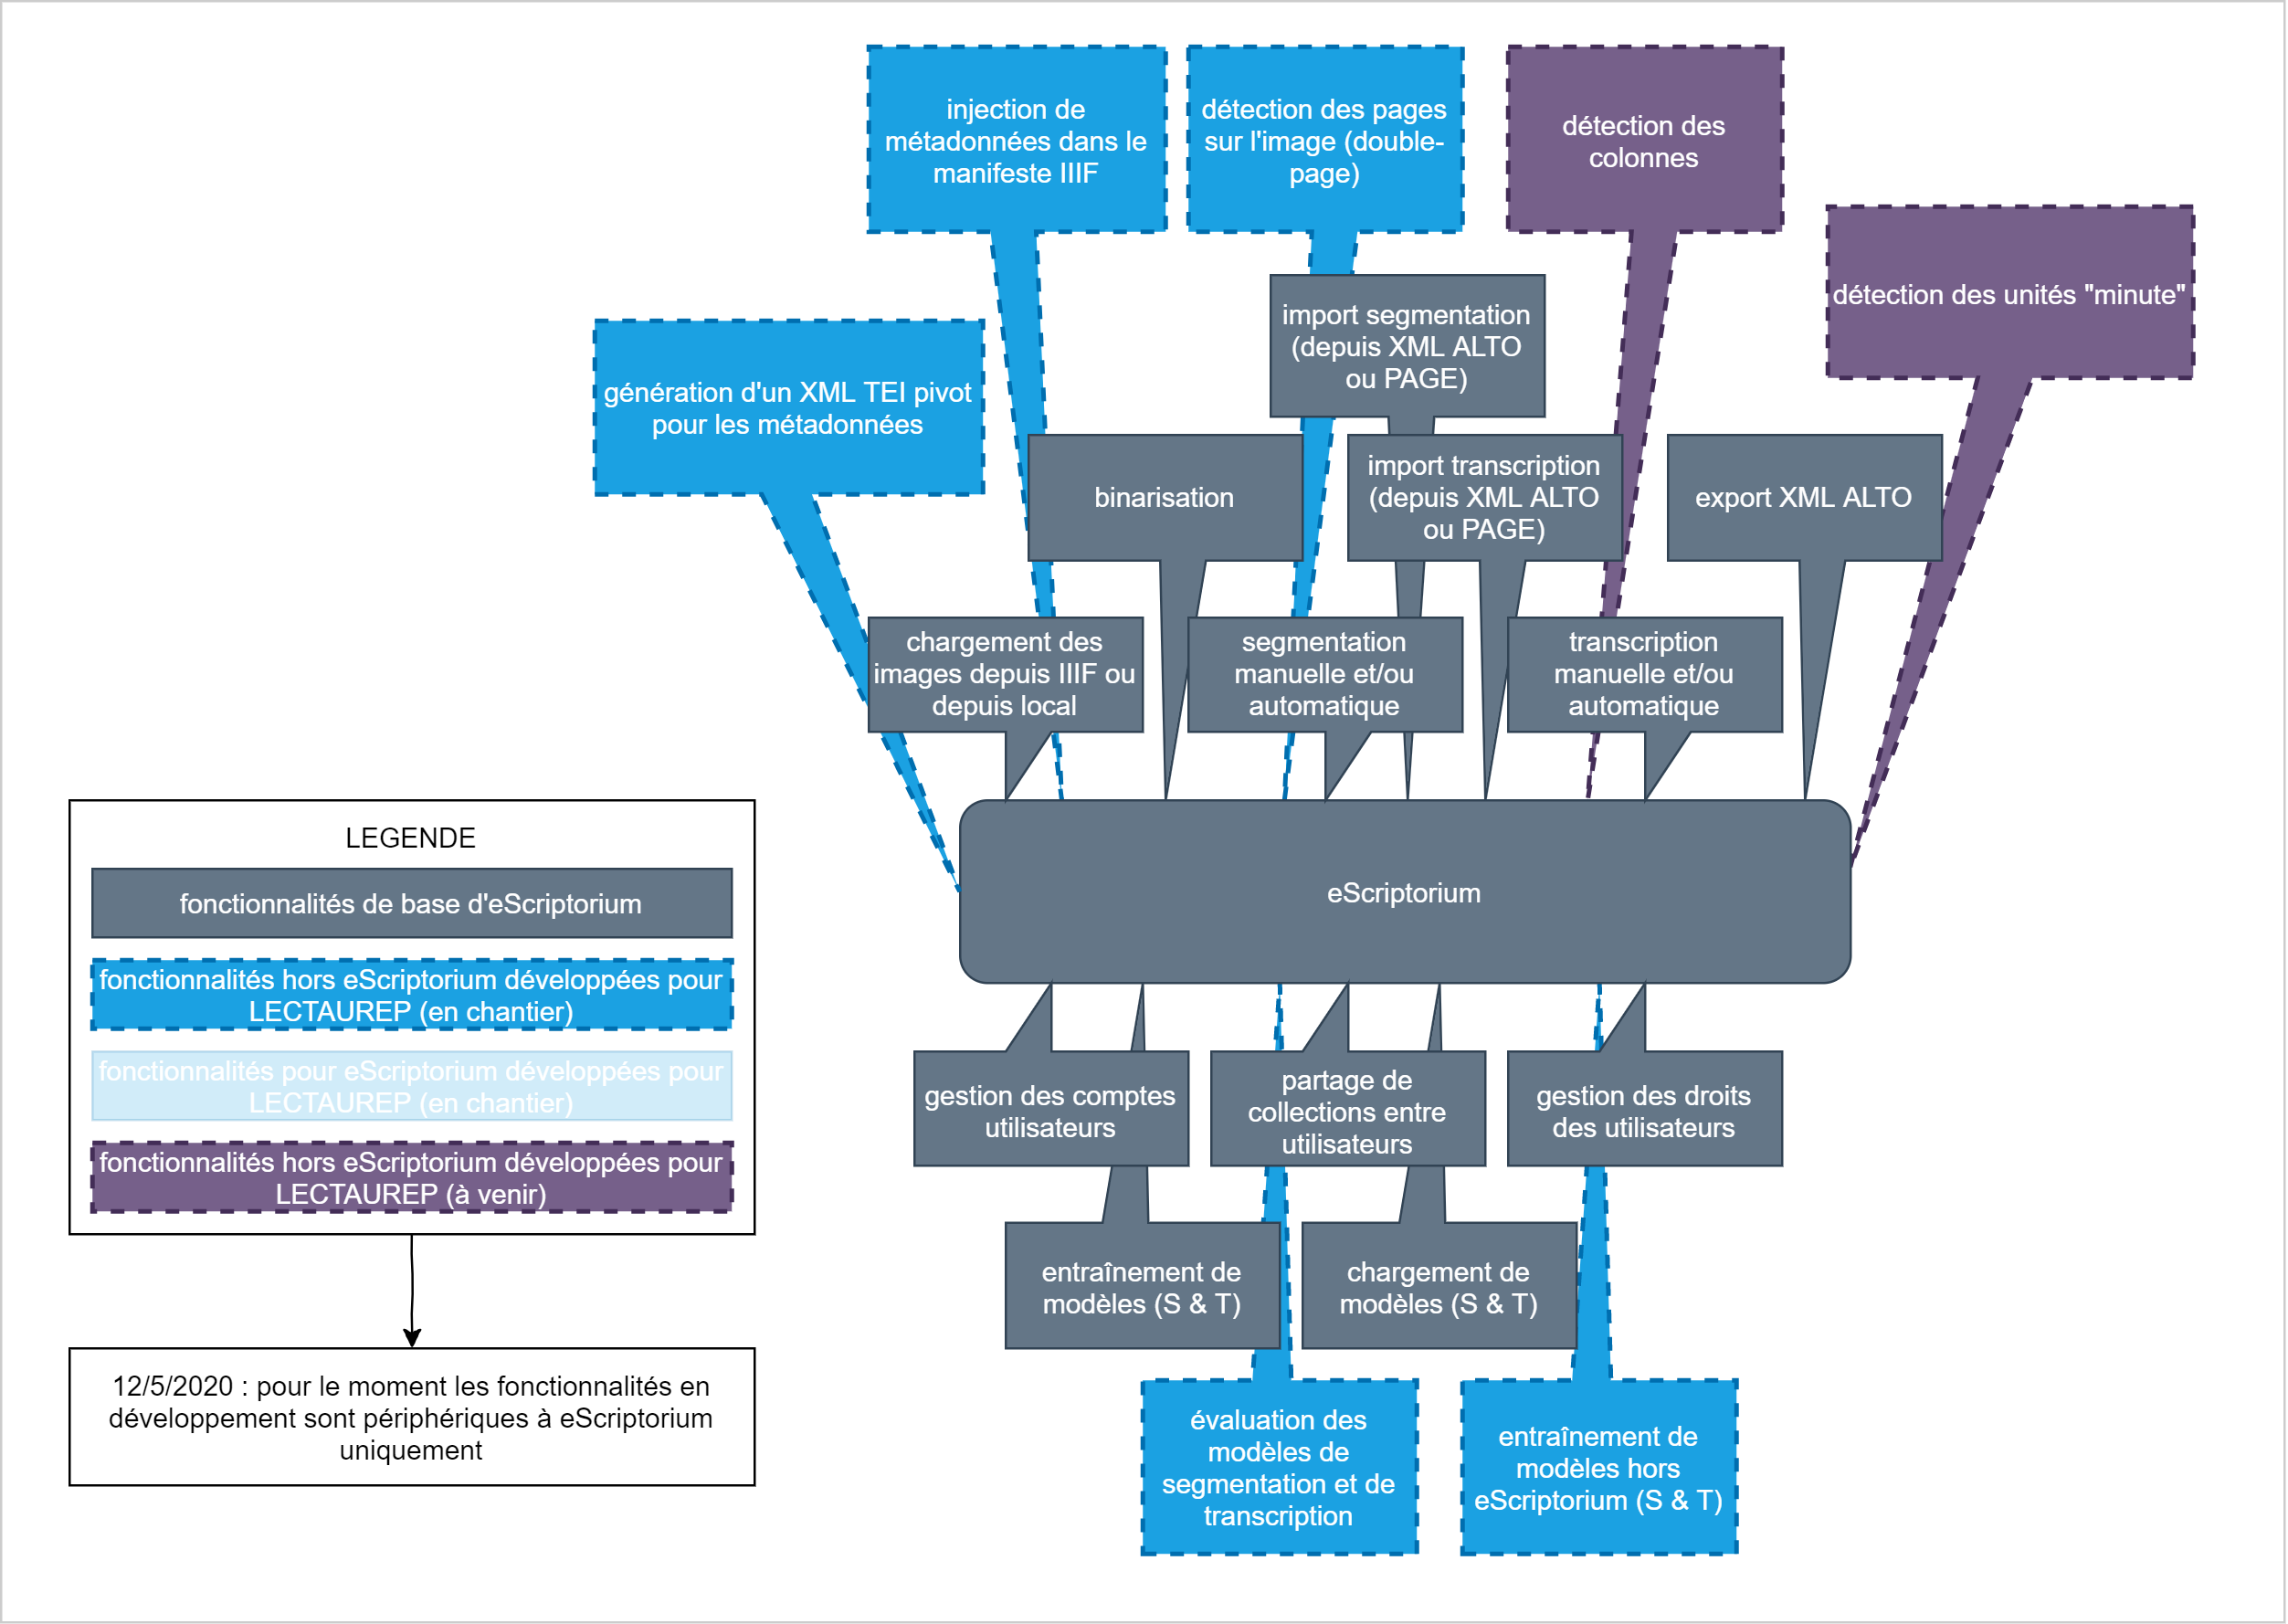 injection de
métadonnées dans le
manifeste IIIF
détection des pages
sur l'image (double-
page)
détection des
colonnes
détection des unités "minute"
import segmentation
(depuis XML ALTO
ou PAGE)
génération d'un XML TEI pivot
pour les métadonnées
binarisation
import transcription
(depuis XML ALTO
ou PAGE)
export XML ALTO
chargement des
images depuis IIIF ou
depuis local
segmentation
manuelle et/ou
automatique
transcription
manuelle et/ou
automatique
eScriptorium
LEGENDE
fonctionnalités de base d'eScriptorium
fonctionnalités hors eScriptorium développées pour
LECTAUREP (en chantier)
fonctionnalités pour eScriptorium développées pour
LECTAUREP (en chantier)
fonctionnalités hors eScriptorium développées pour
LECTAUREP (à venir)
gestion des comptes
utilisateurs
partage de
collections entre
utilisateurs
gestion des droits
des utilisateurs
entraînement de
modèles (S & T)
chargement de
modèles (S & T)
12/5/2020 : pour le moment les fonctionnalités en
développement sont périphériques à eScriptorium
uniquement
évaluation des
modèles de
segmentation et de
transcription
entraînement de
modèles hors
eScriptorium (S & T)